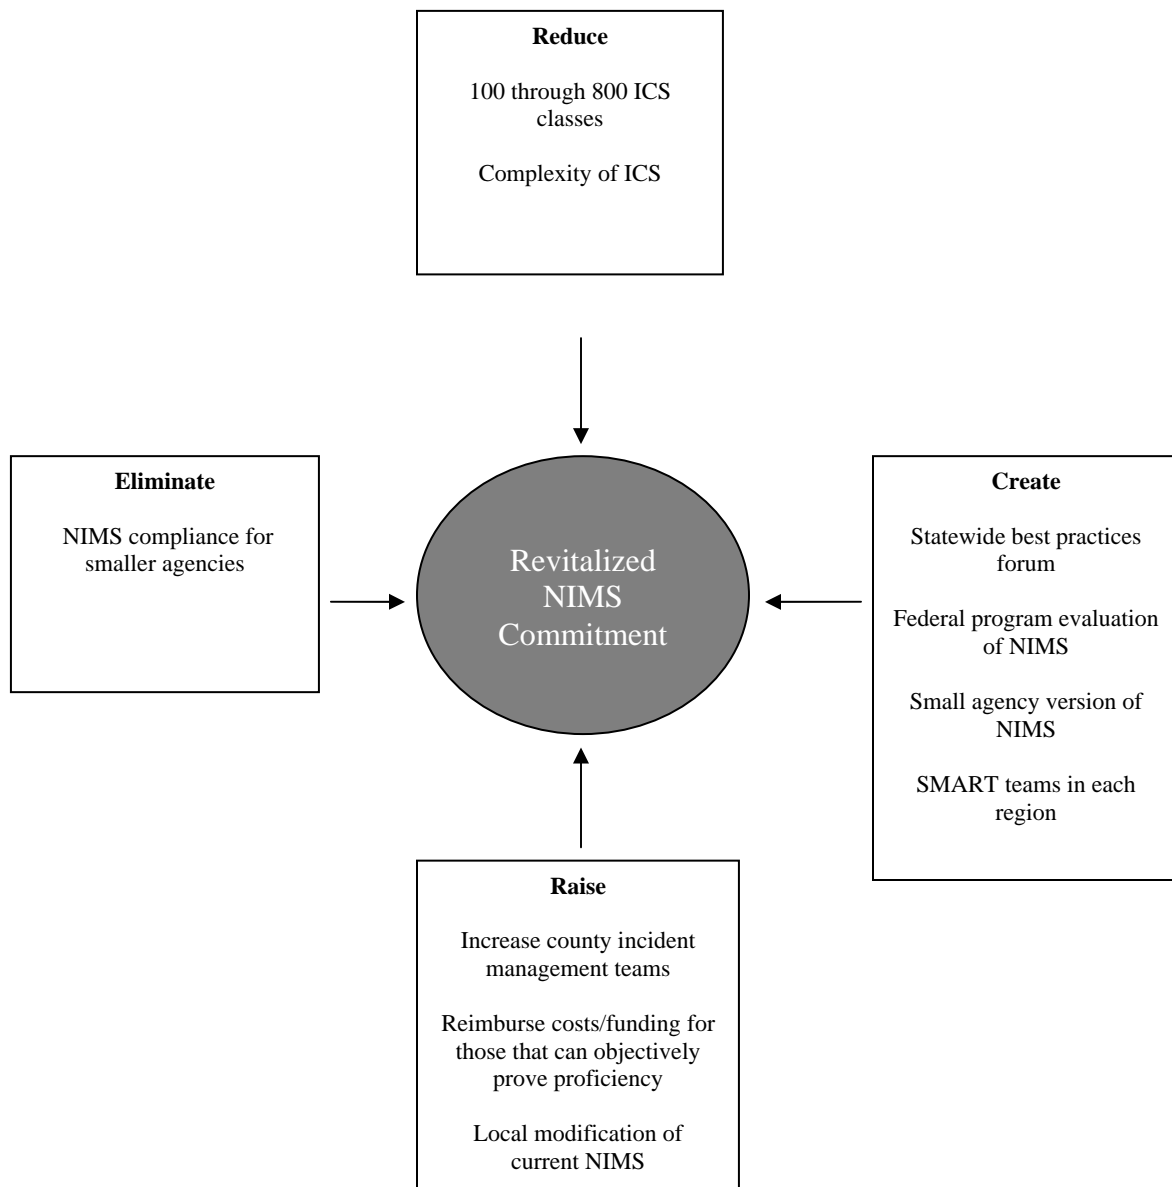 Reduce
100 through 800 ICS
classes
Complexity of ICS
Eliminate
NIMS compliance for
smaller agencies
Revitalized
NIMS
Commitment
Create
Statewide best practices
forum
Federal program evaluation
of NIMS
Small agency version of
NIMS
SMART teams in each
region
Raise
Increase county incident
management teams
Reimburse costs/funding for
those that can objectively
prove proficiency
Local modification of
current NIMS